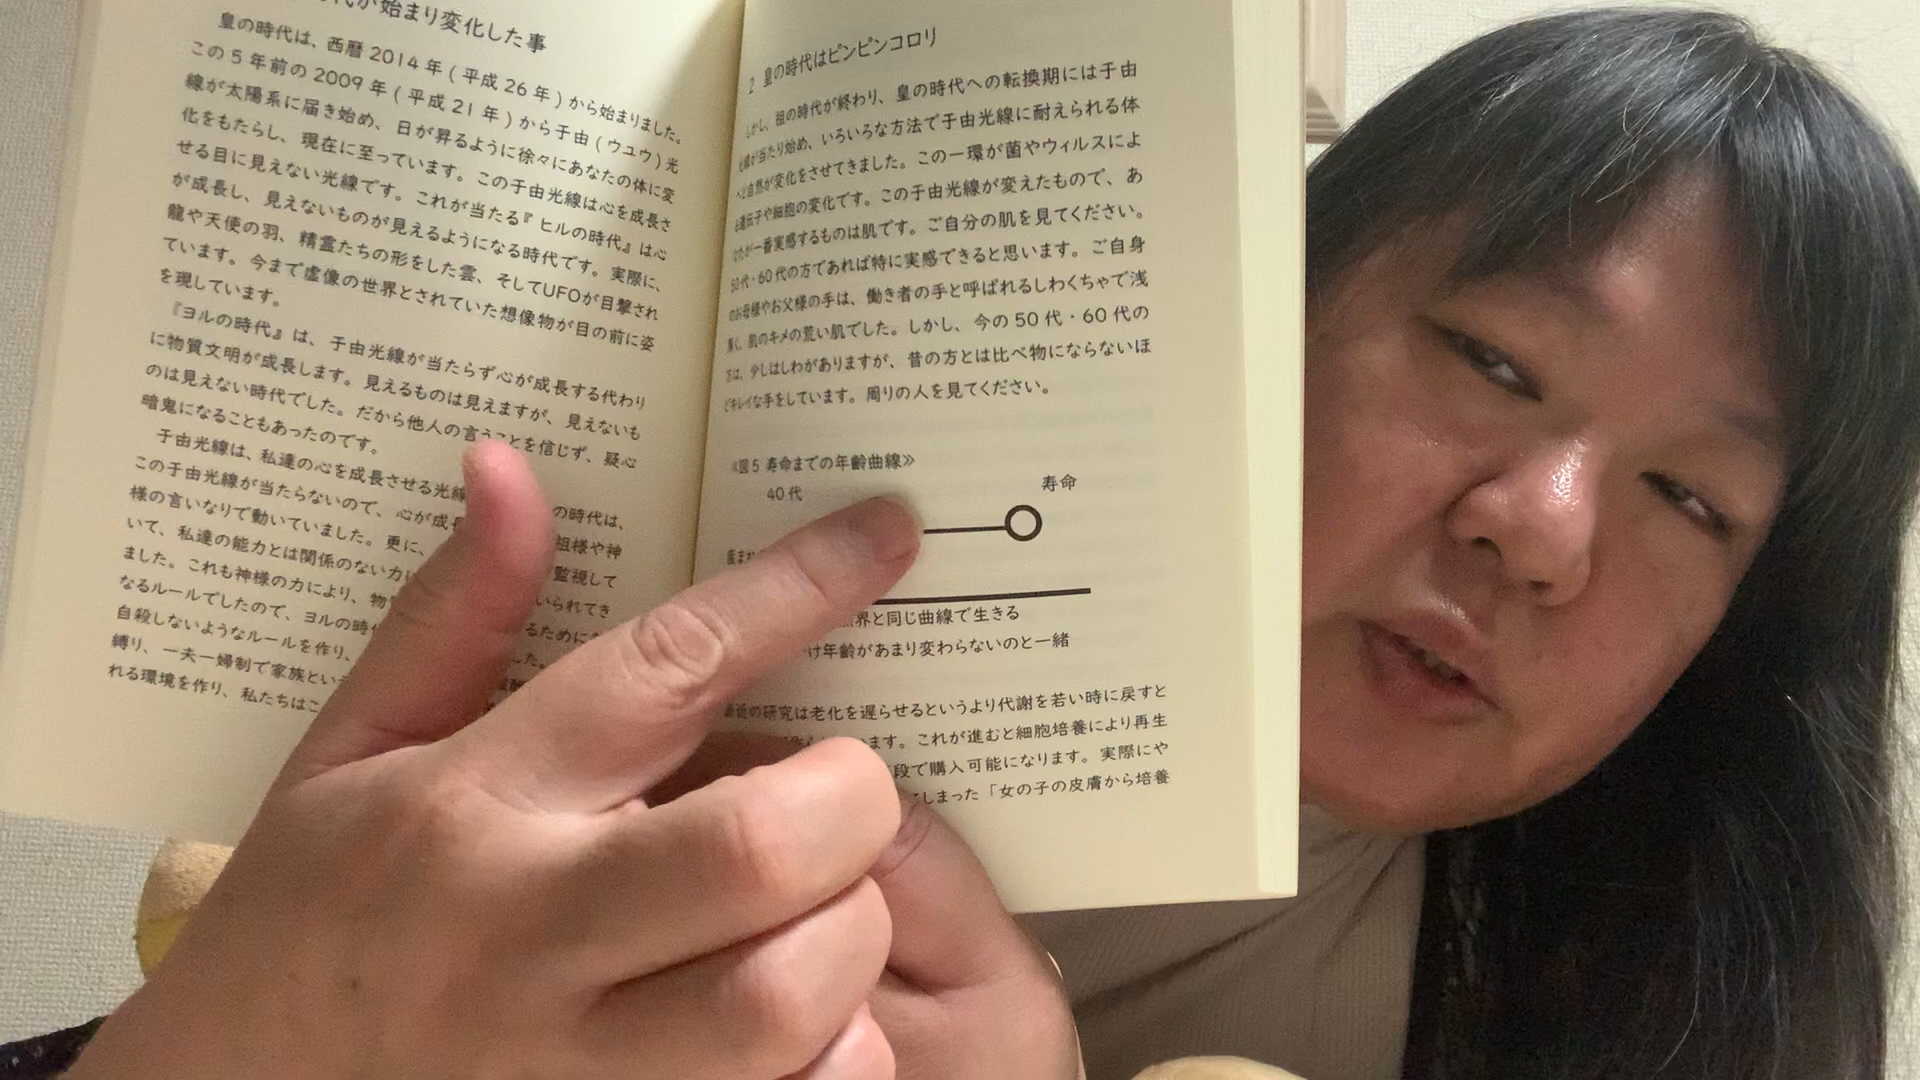 代が始まり変化した事
皇の時代は、西暦2014年(平成26年)から始まりました。
この5年前の2009年(平成21年)から于由(ウユウ)光
線が太陽系に届き始め、日が昇るように徐々にあなたの体に変
化をもたらし、現在に至っています。この于由光線は心を成長さ
せる目に見えない光線です。これが当たる『ヒルの時代』は心
が成長し、見えないものが見えるようになる時代です。実際に、
龍や天使の羽、精霊たちの形をした雲、そしてUFOが目撃され
ています。今まで虚像の世界とされていた想像物が目の前に姿
を現しています。
『ヨルの時代』は、于由光線が当たらず心が成長する代わり
に物質文明が成長します。見えるものは見えますが、見えないも
のは見えない時代でした。だから他人の言うことを信じず、疑心
暗鬼になることもあったのです。
于由光線は、私達の心を成長させる光線 の時代は、
この于由光線が当たらないので、心が成長 祖様や神
様の言いなりで動いていました。更に、 監視して
いて、私達の能力とは関係のない力に いられてき
ました。これも神様の力により、物質 るために
なるルールでしたので、ヨルの時代 した。
自殺しないようなルールを作り、
縛り、一夫一婦制で家族という
れる環境を作り、私たちはこ
2 皇の時代はピンピンコロリ
しかし、祖の時代が終わり、皇の時代への転換期には于由
光線が当たり始め、いろいろな方法で于由光線に耐えられる体
へと自然が変化をさせてきました。この一環が菌やウィルスによ
る遺伝子や細胞の変化です。この于由光線が変えたもので、あ
なたが一番実感するものは肌です。ご自分の肌を見てください。
50代・60代の方であれば特に実感できると思います。ご自身
のお母様やお父様の手は、働き者の手と呼ばれるしわくちゃで浅
黒く、肌のキメの荒い肌でした。しかし、今の50代・60代の
方は、少しはしわがありますが、昔の方とは比べ物にならないほ
どキレイな手をしています。周りの人を見てください。
≪図5 寿命までの年齢曲線≫
40代 寿命
産まれ
界と同じ曲線で生きる
け年齢があまり変わらないのと一緒
最近の研究は老化を遅らせるというより代謝を若い時に戻すと
ます。これが進むと細胞培養により再生
段で購入可能になります。実際にや
しまった「女の子の皮膚から培養